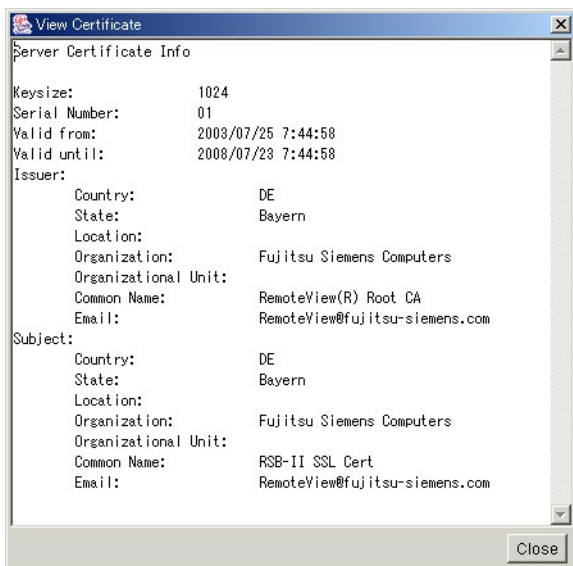 View Certificate
Server Certificate Info
Keysize: 1024
Serial Number: 01
Valid from: 2003/07/25 7:44:58
Valid until: 2008/07/23 7:44:58
Issuer:
Country: DE
State: Bayern
Location:
Organization: Fujitsu Siemens Computers
Organizational Unit:
Common Name: RemoteView(R) Root CA
Email: RemoteView@fujitsu-siemens.com
Subject:
Country: DE
State: Bayern
Location:
Organization: Fujitsu Siemens Computers
Organizational Unit:
Common Name: RSB-II SSL Cert
Email: RemoteView@fujitsu-siemens.com
Close